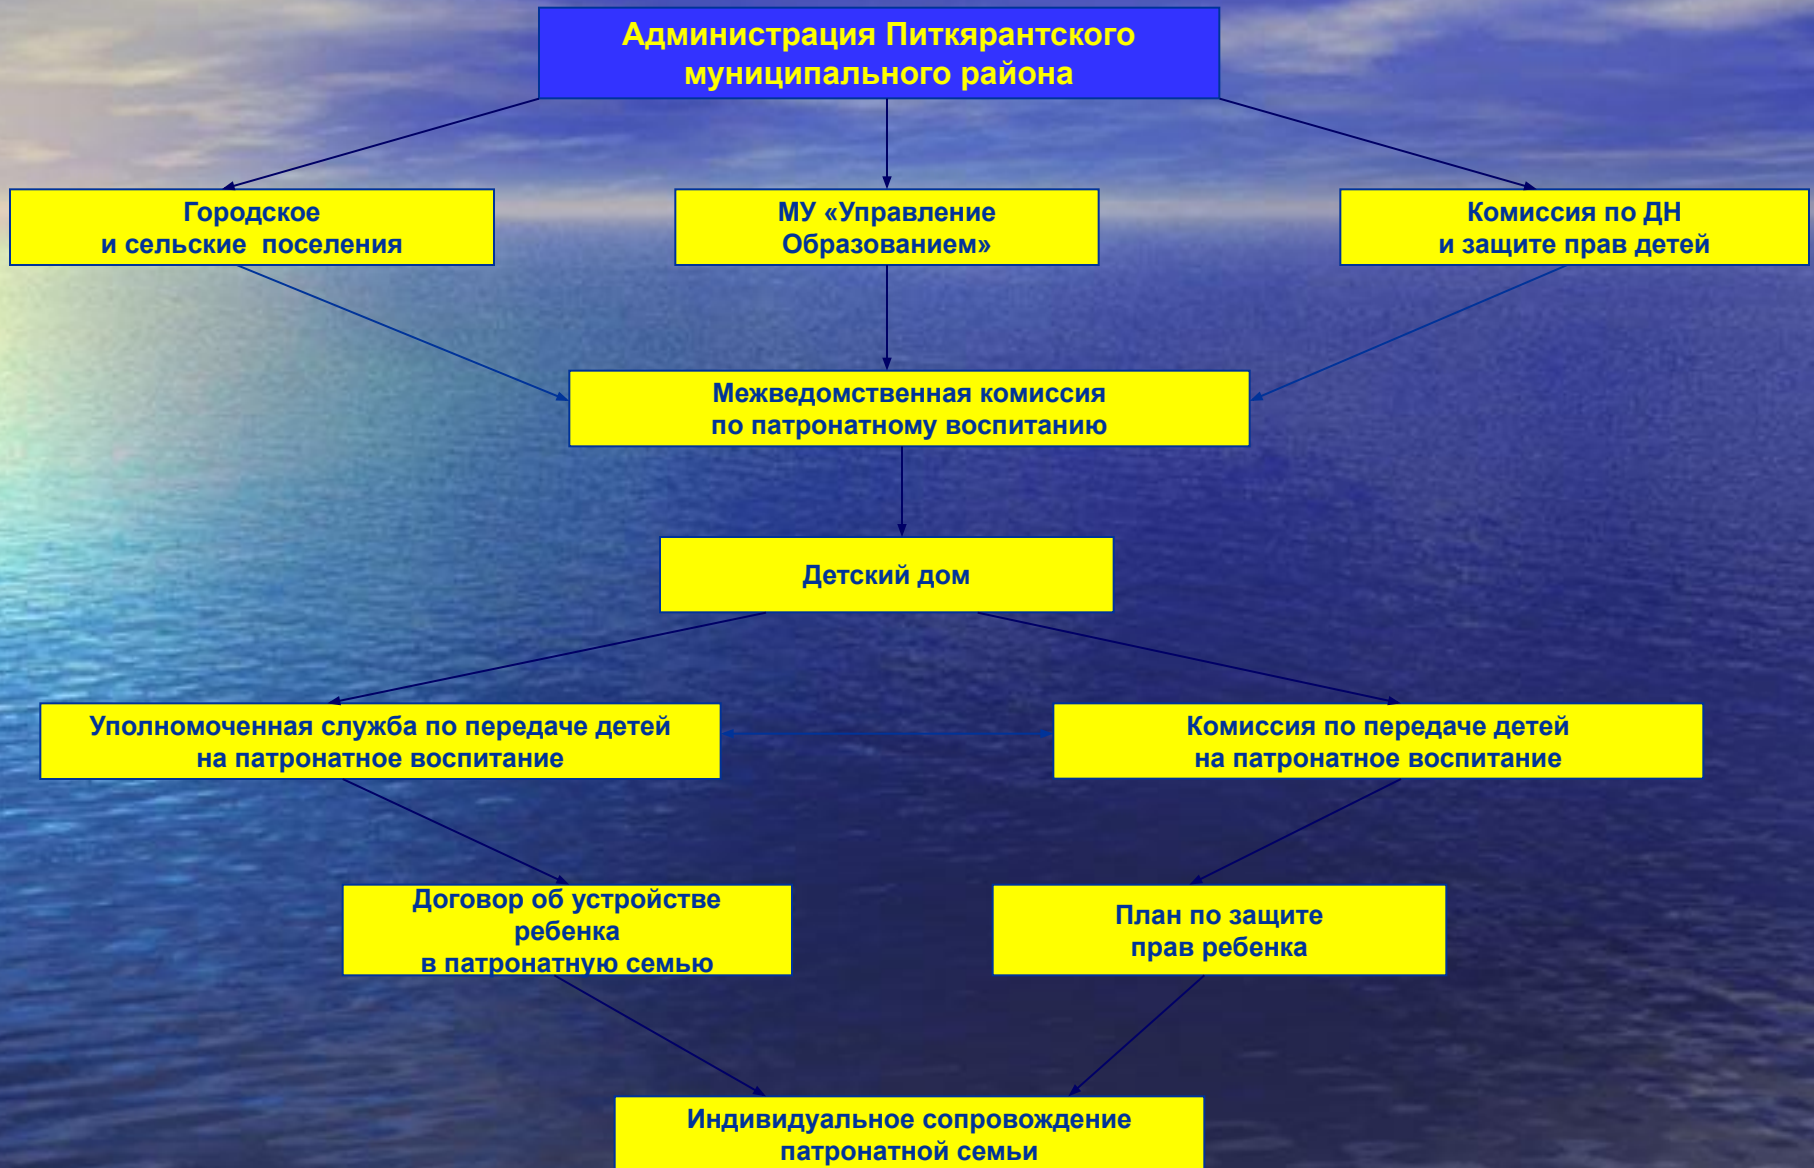 Администрация Питкярантского
муниципального района
Городское
и сельские поселения
МУ «Управление
Образованием»
Комиссия по ДН
и защите прав детей
Межведомственная комиссия
по патронатному воспитанию
Детский дом
Уполномоченная служба по передаче детей
на патронатное воспитание
Комиссия по передаче детей
на патронатное воспитание
Договор об устройстве
ребенка
в патронатную семью
План по защите
прав ребенка
Индивидуальное сопровождение
патронатной семьи